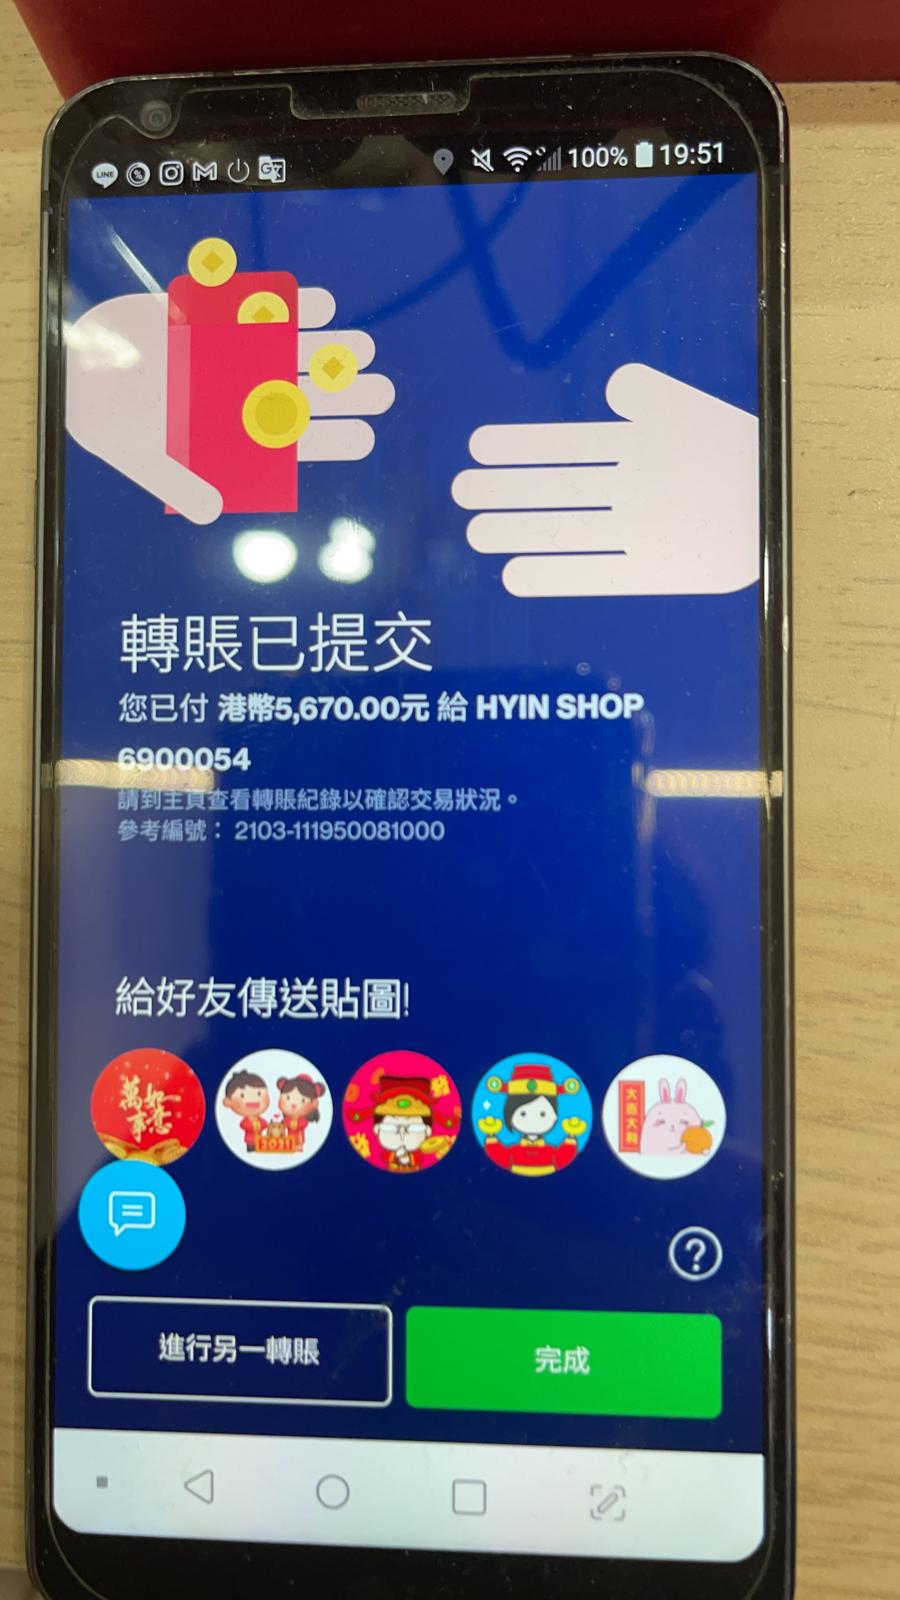 LINE
100% 19:51
轉賬已提交
您已付 港幣5,670.00元 給 HYIN SHOP
6900054
請到主頁查看轉賬紀錄以確認交易狀況。
參考編號： 2103-111950081000
給好友傳送貼圖!
萬事如意
2021
大吉大利
?
進行另一轉賬
完成